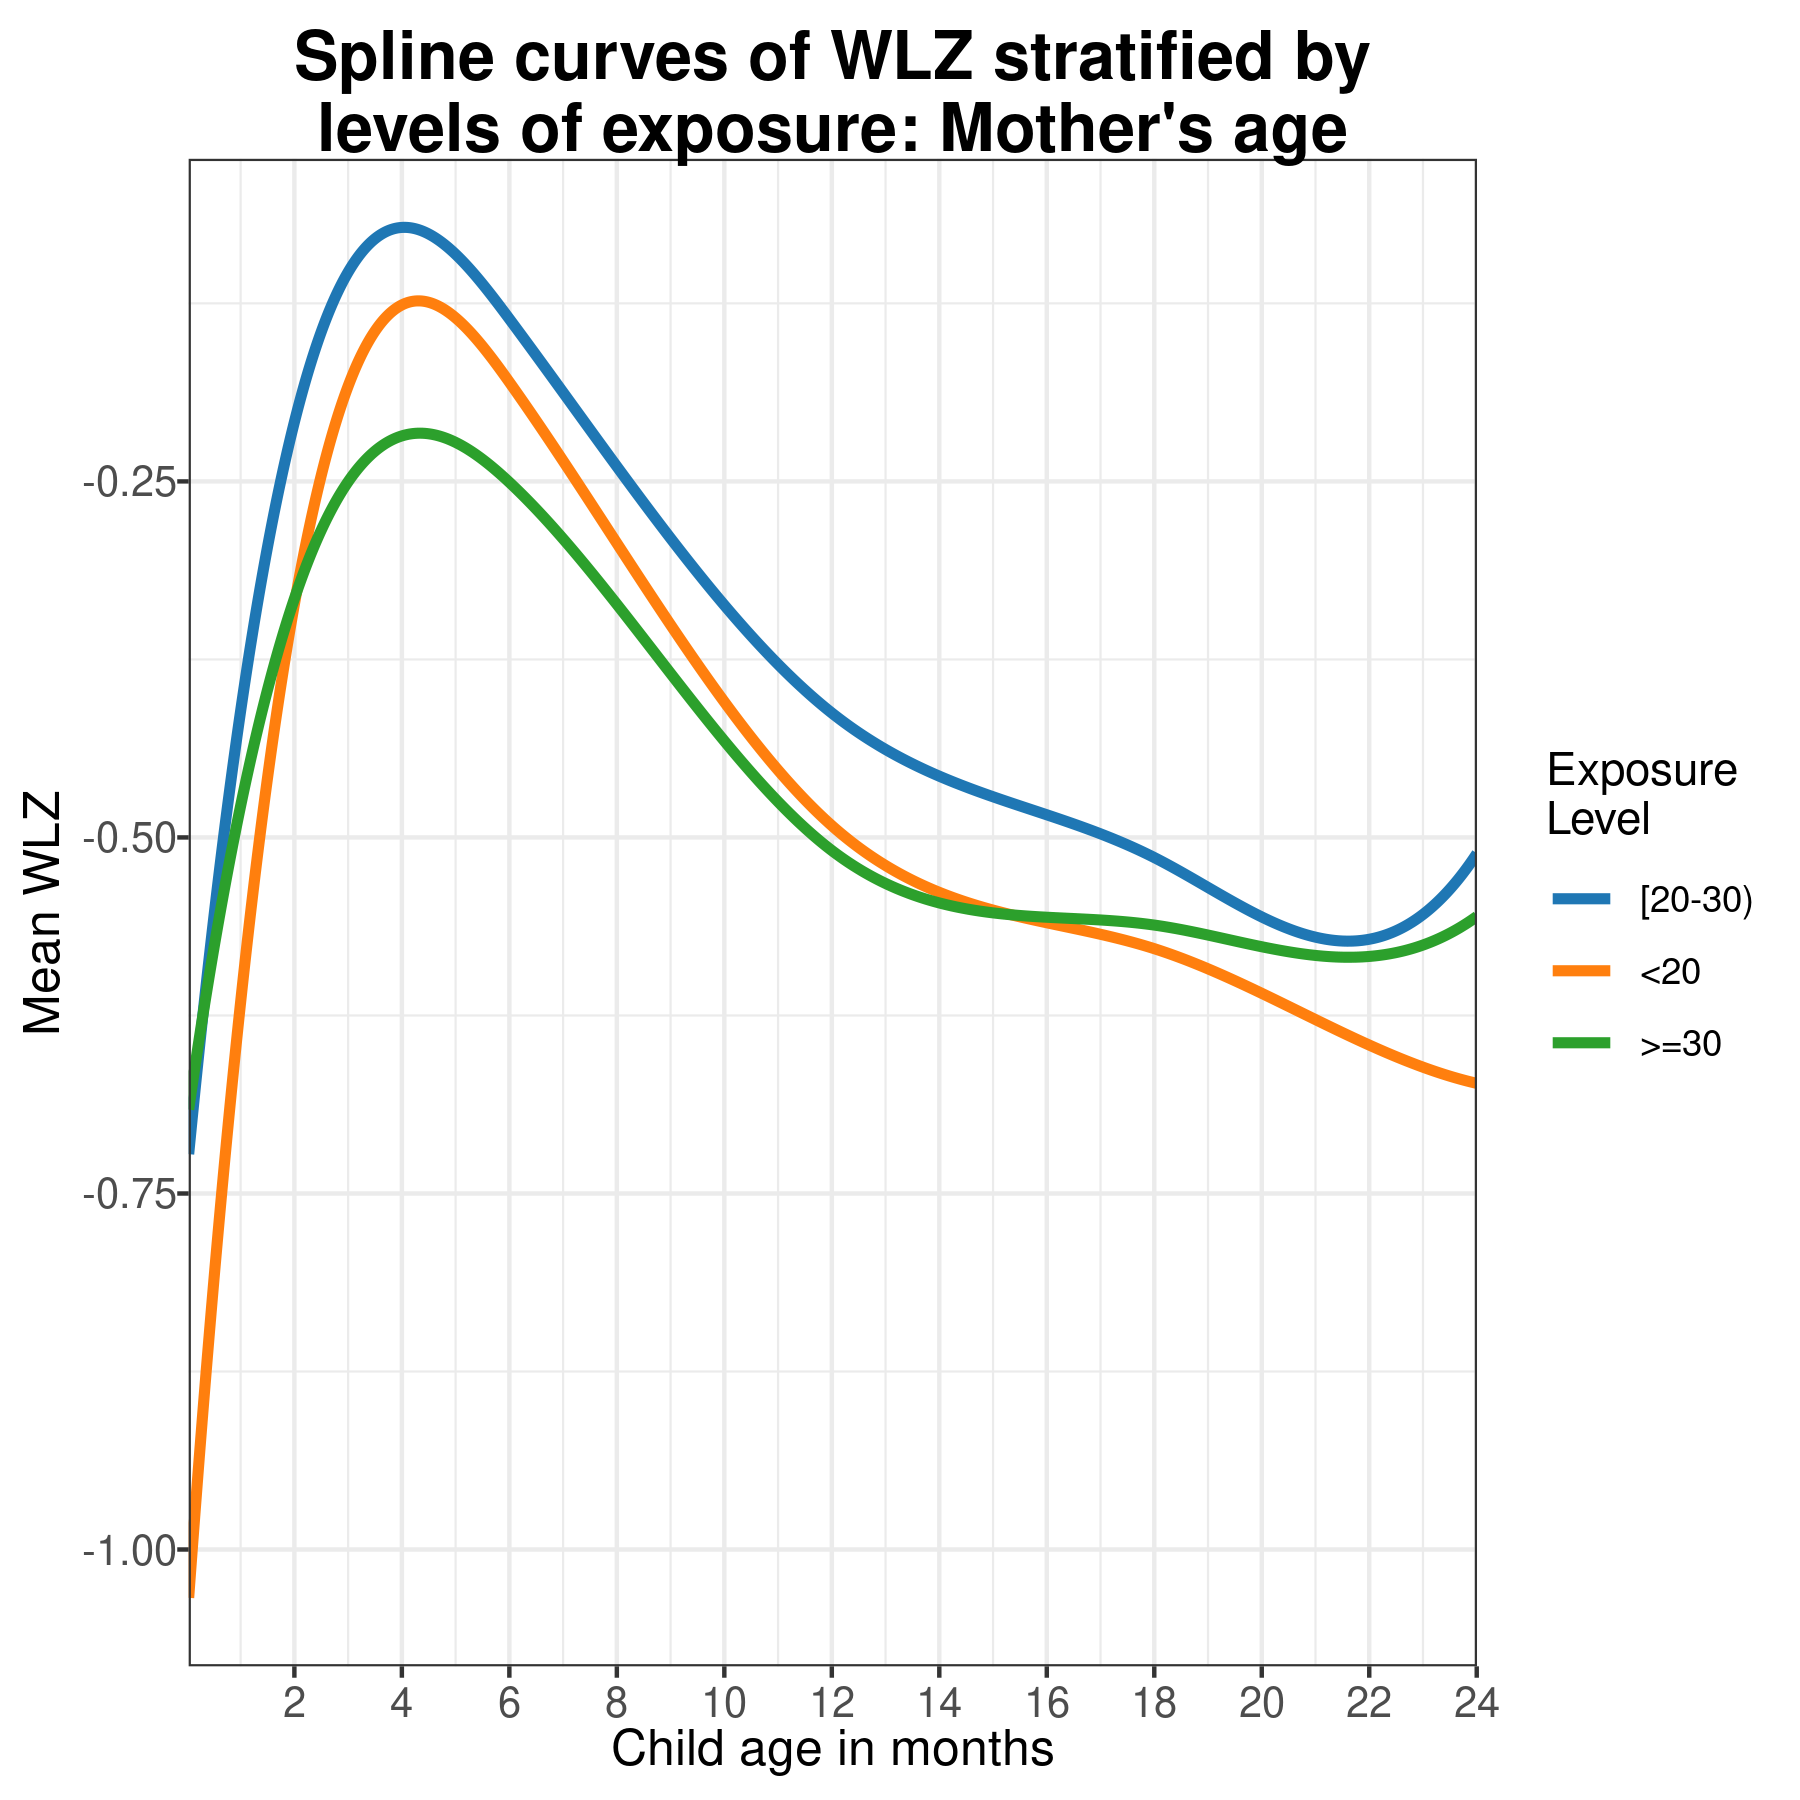 Spline curves of WLZ stratified by
levels of exposure: Mother's age
Mean WLZ
-0.25
-0.50
-0.75
-1.00
2 4 6 8 10 12 14 16 18 20 22 24
Child age in months
Exposure
Level
[20-30)
<20
>=30